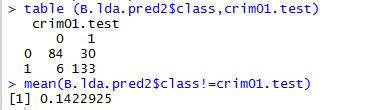 > table (B.lda.pred2$class,crim01.test)
   crim01.test
      0   1
  0  84  30
  1   6 133
> mean(B.lda.pred2$class!=crim01.test)
[1] 0.1422925